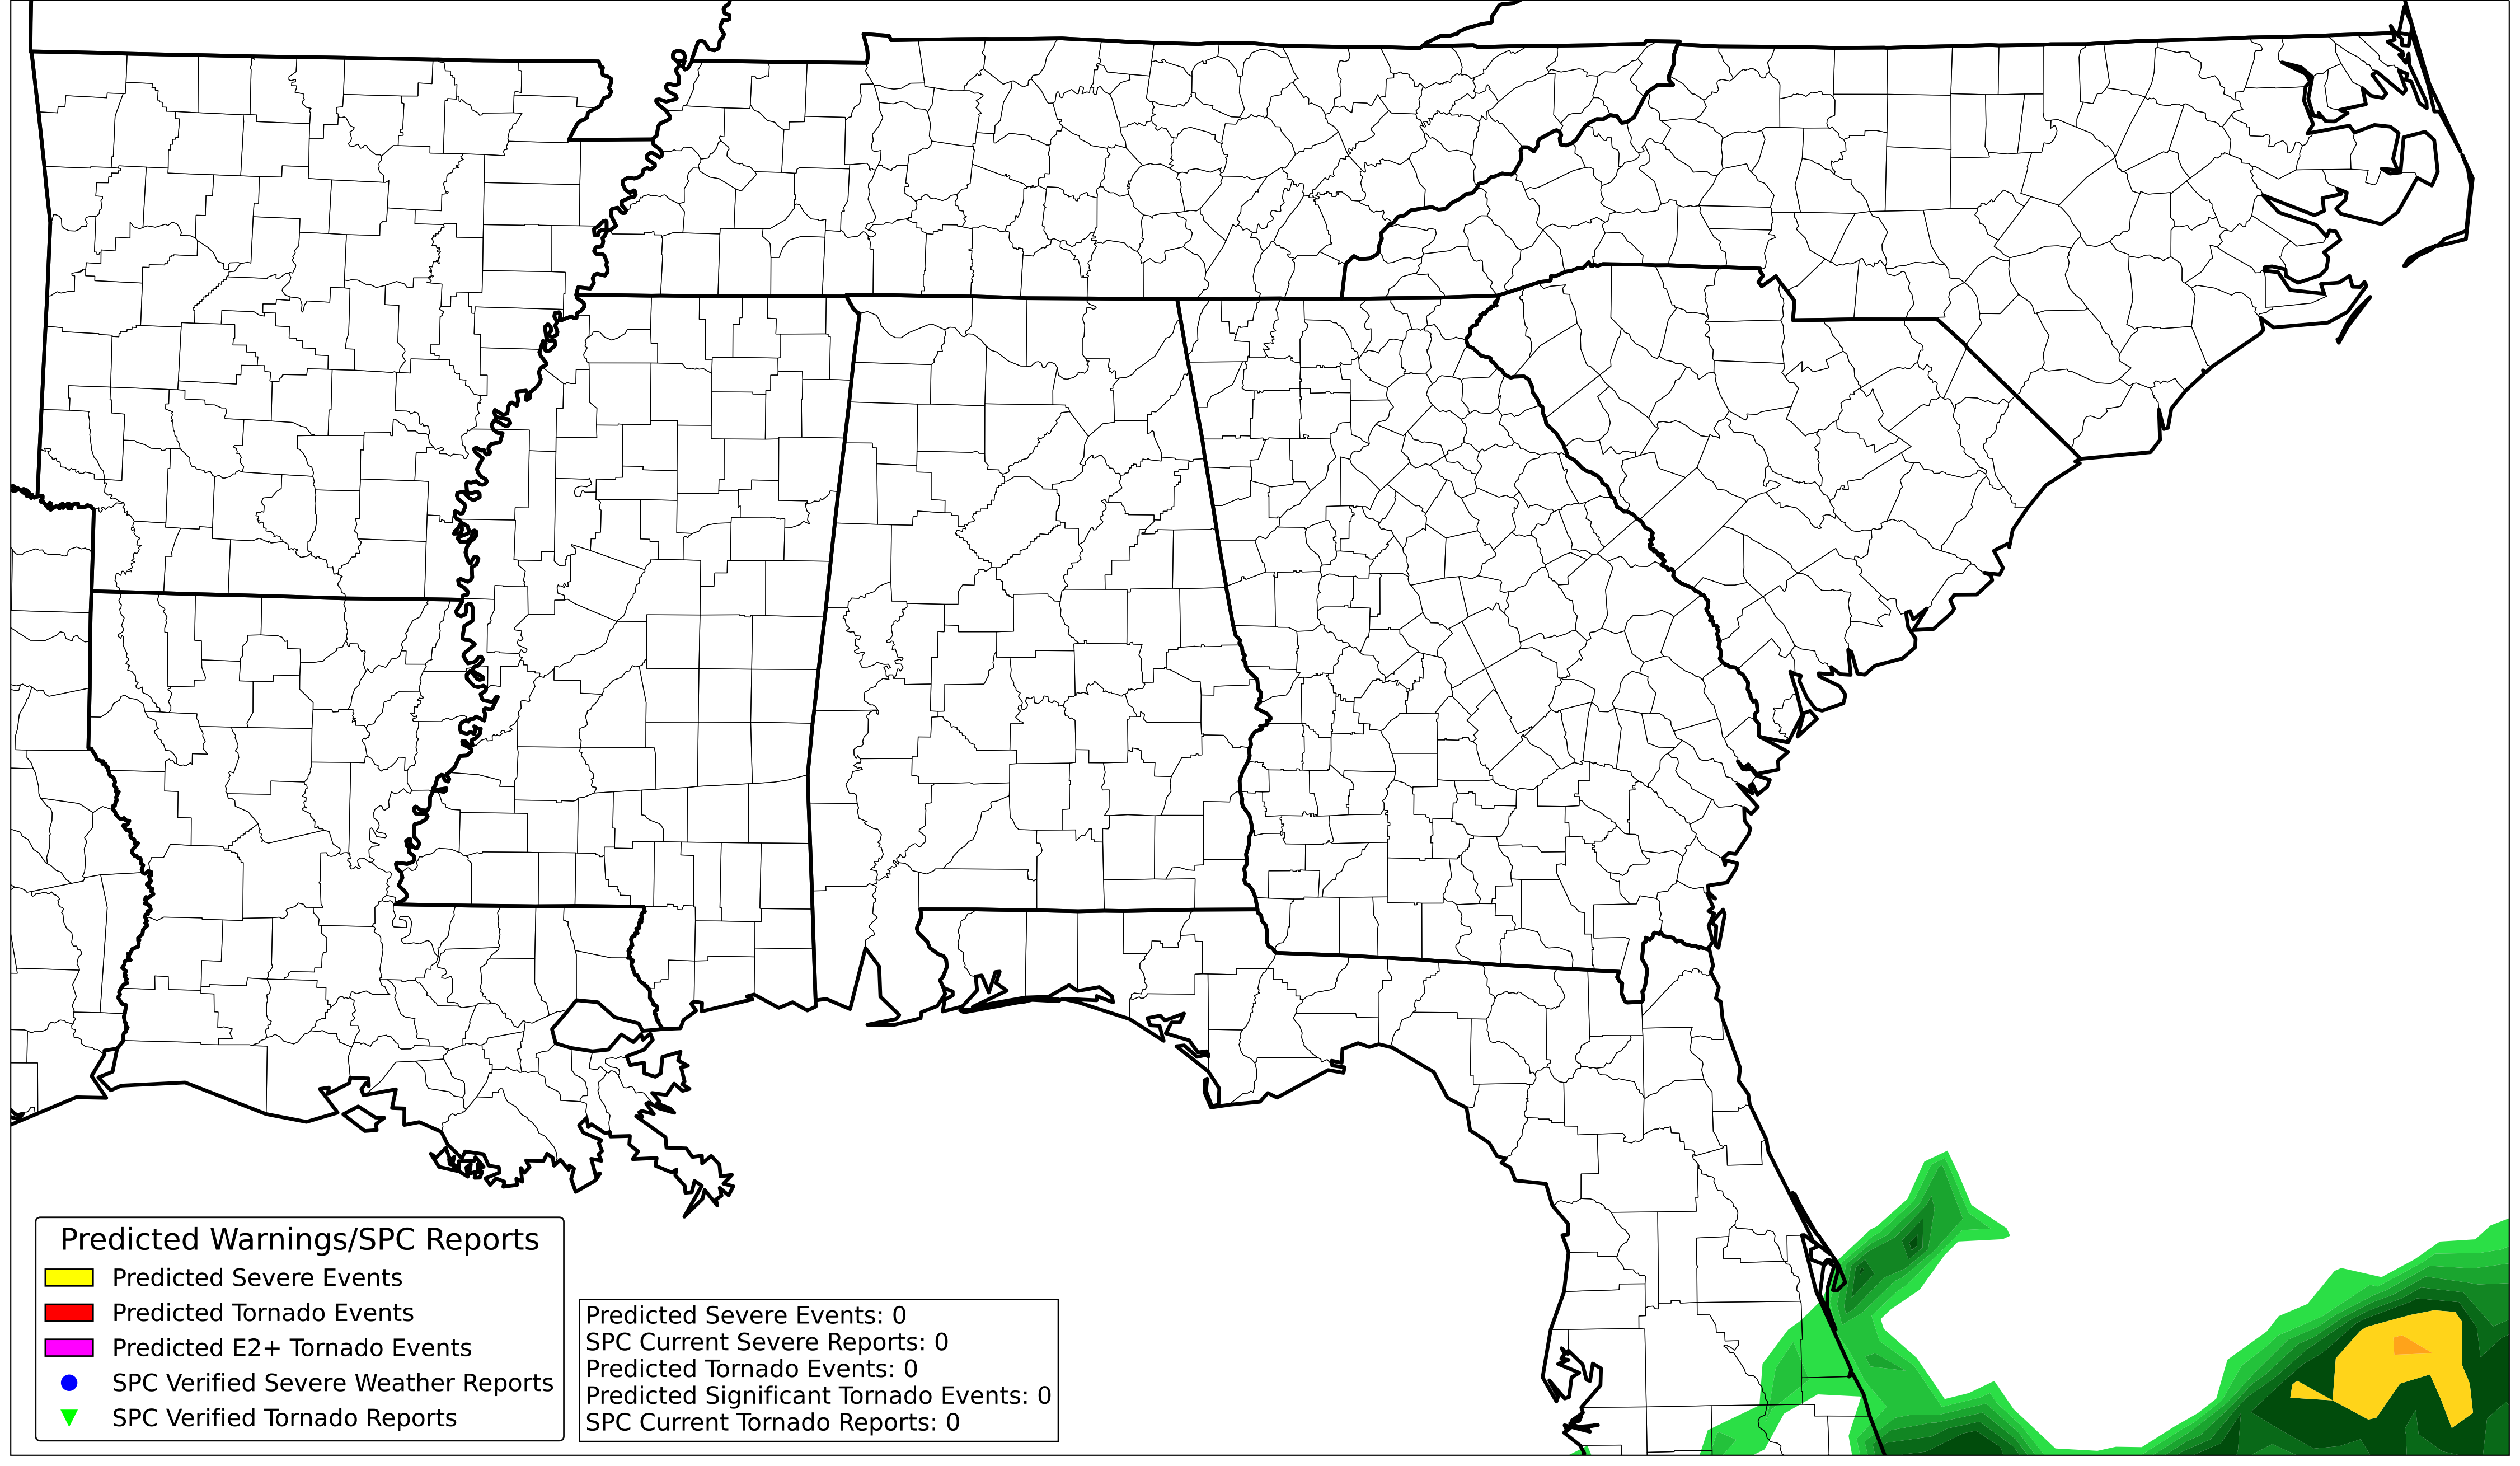 Predicted Warnings/SPC Reports
Predicted Severe Events
Predicted Tornado Events
Predicted E2+ Tornado Events
SPC Verified Severe Weather Reports
SPC Verified Tornado Reports
Predicted Severe Events: 0
SPC Current Severe Reports: 0
Predicted Tornado Events: 0
Predicted Significant Tornado Events: 0
SPC Current Tornado Reports: 0